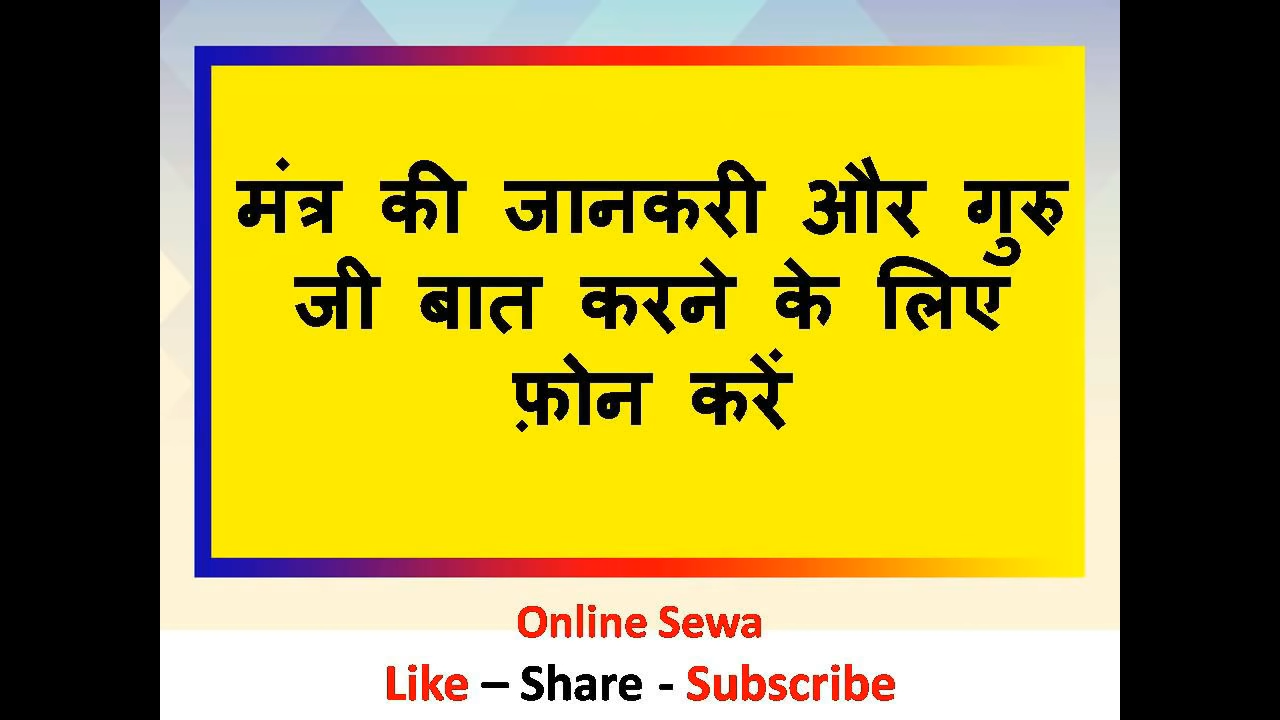 मंत्र की जानकरी और गुरु
जी बात करने के लिए
फ़ोन करें
Online Sewa
Like – Share - Subscribe